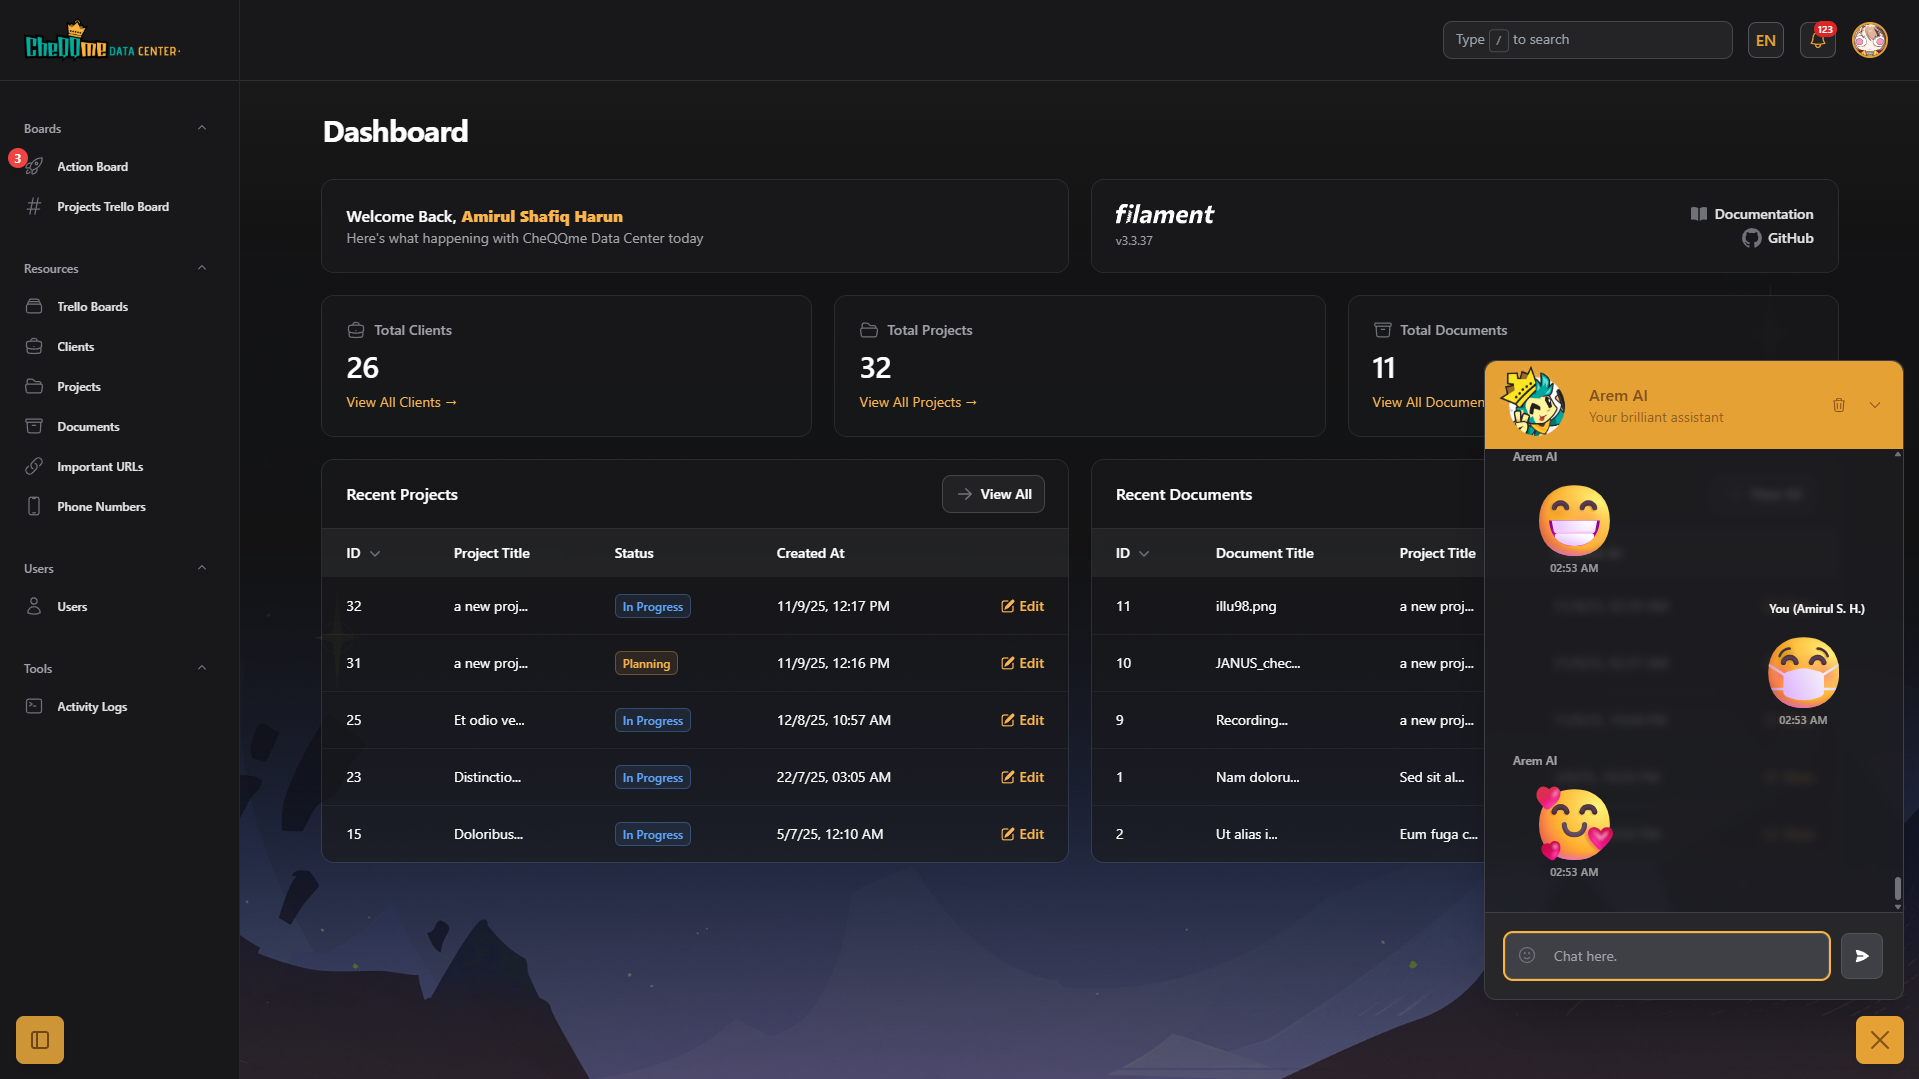 CheQQme DATA CENTER
Type / to search
EN
123
Boards
3
Action Board
Projects Trello Board
Resources
Trello Boards
Clients
Projects
Documents
Important URLs
Phone Numbers
Users
Users
Tools
Activity Logs
Dashboard
Welcome Back, Amirul Shafiq Harun
Here's what happening with CheQQme Data Center today
filament
v3.3.37
Documentation
GitHub
Total Clients
26
View All Clients →
Total Projects
32
View All Projects →
Total Documents
11
View All Documen
Recent Projects
View All
ID Project Title Status Created At
32 a new proj... In Progress 11/9/25, 12:17 PM Edit
31 a new proj... Planning 11/9/25, 12:16 PM Edit
25 Et odio ve... In Progress 12/8/25, 10:57 AM Edit
23 Distinctio... In Progress 22/7/25, 03:05 AM Edit
15 Doloribus... In Progress 5/7/25, 12:10 AM Edit
Recent Documents
ID Document Title Project Title
11 illu98.png a new proj...
10 JANUS_chec... a new proj...
9 Recording... a new proj...
1 Nam doloru... Sed sit al...
2 Ut alias i... Eum fuga c...
Arem AI
Your brilliant assistant
Arem AI
02:53 AM
You (Amirul S. H.)
02:53 AM
Arem AI
02:53 AM
Chat here.